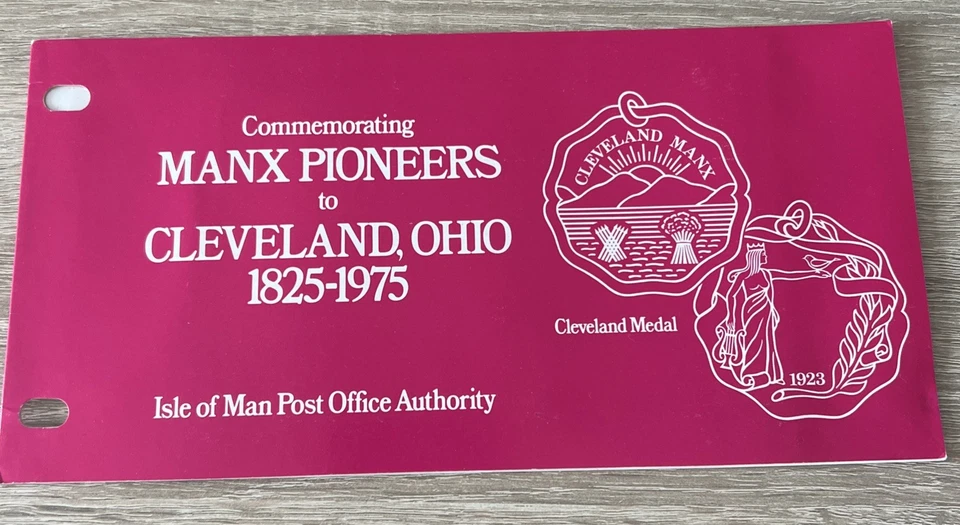 Commemorating
MANX PIONEERS
to
CLEVELAND, OHIO
1825-1975
Isle of Man Post Office Authority
CLEVELAND MANX
Cleveland Medal
1923